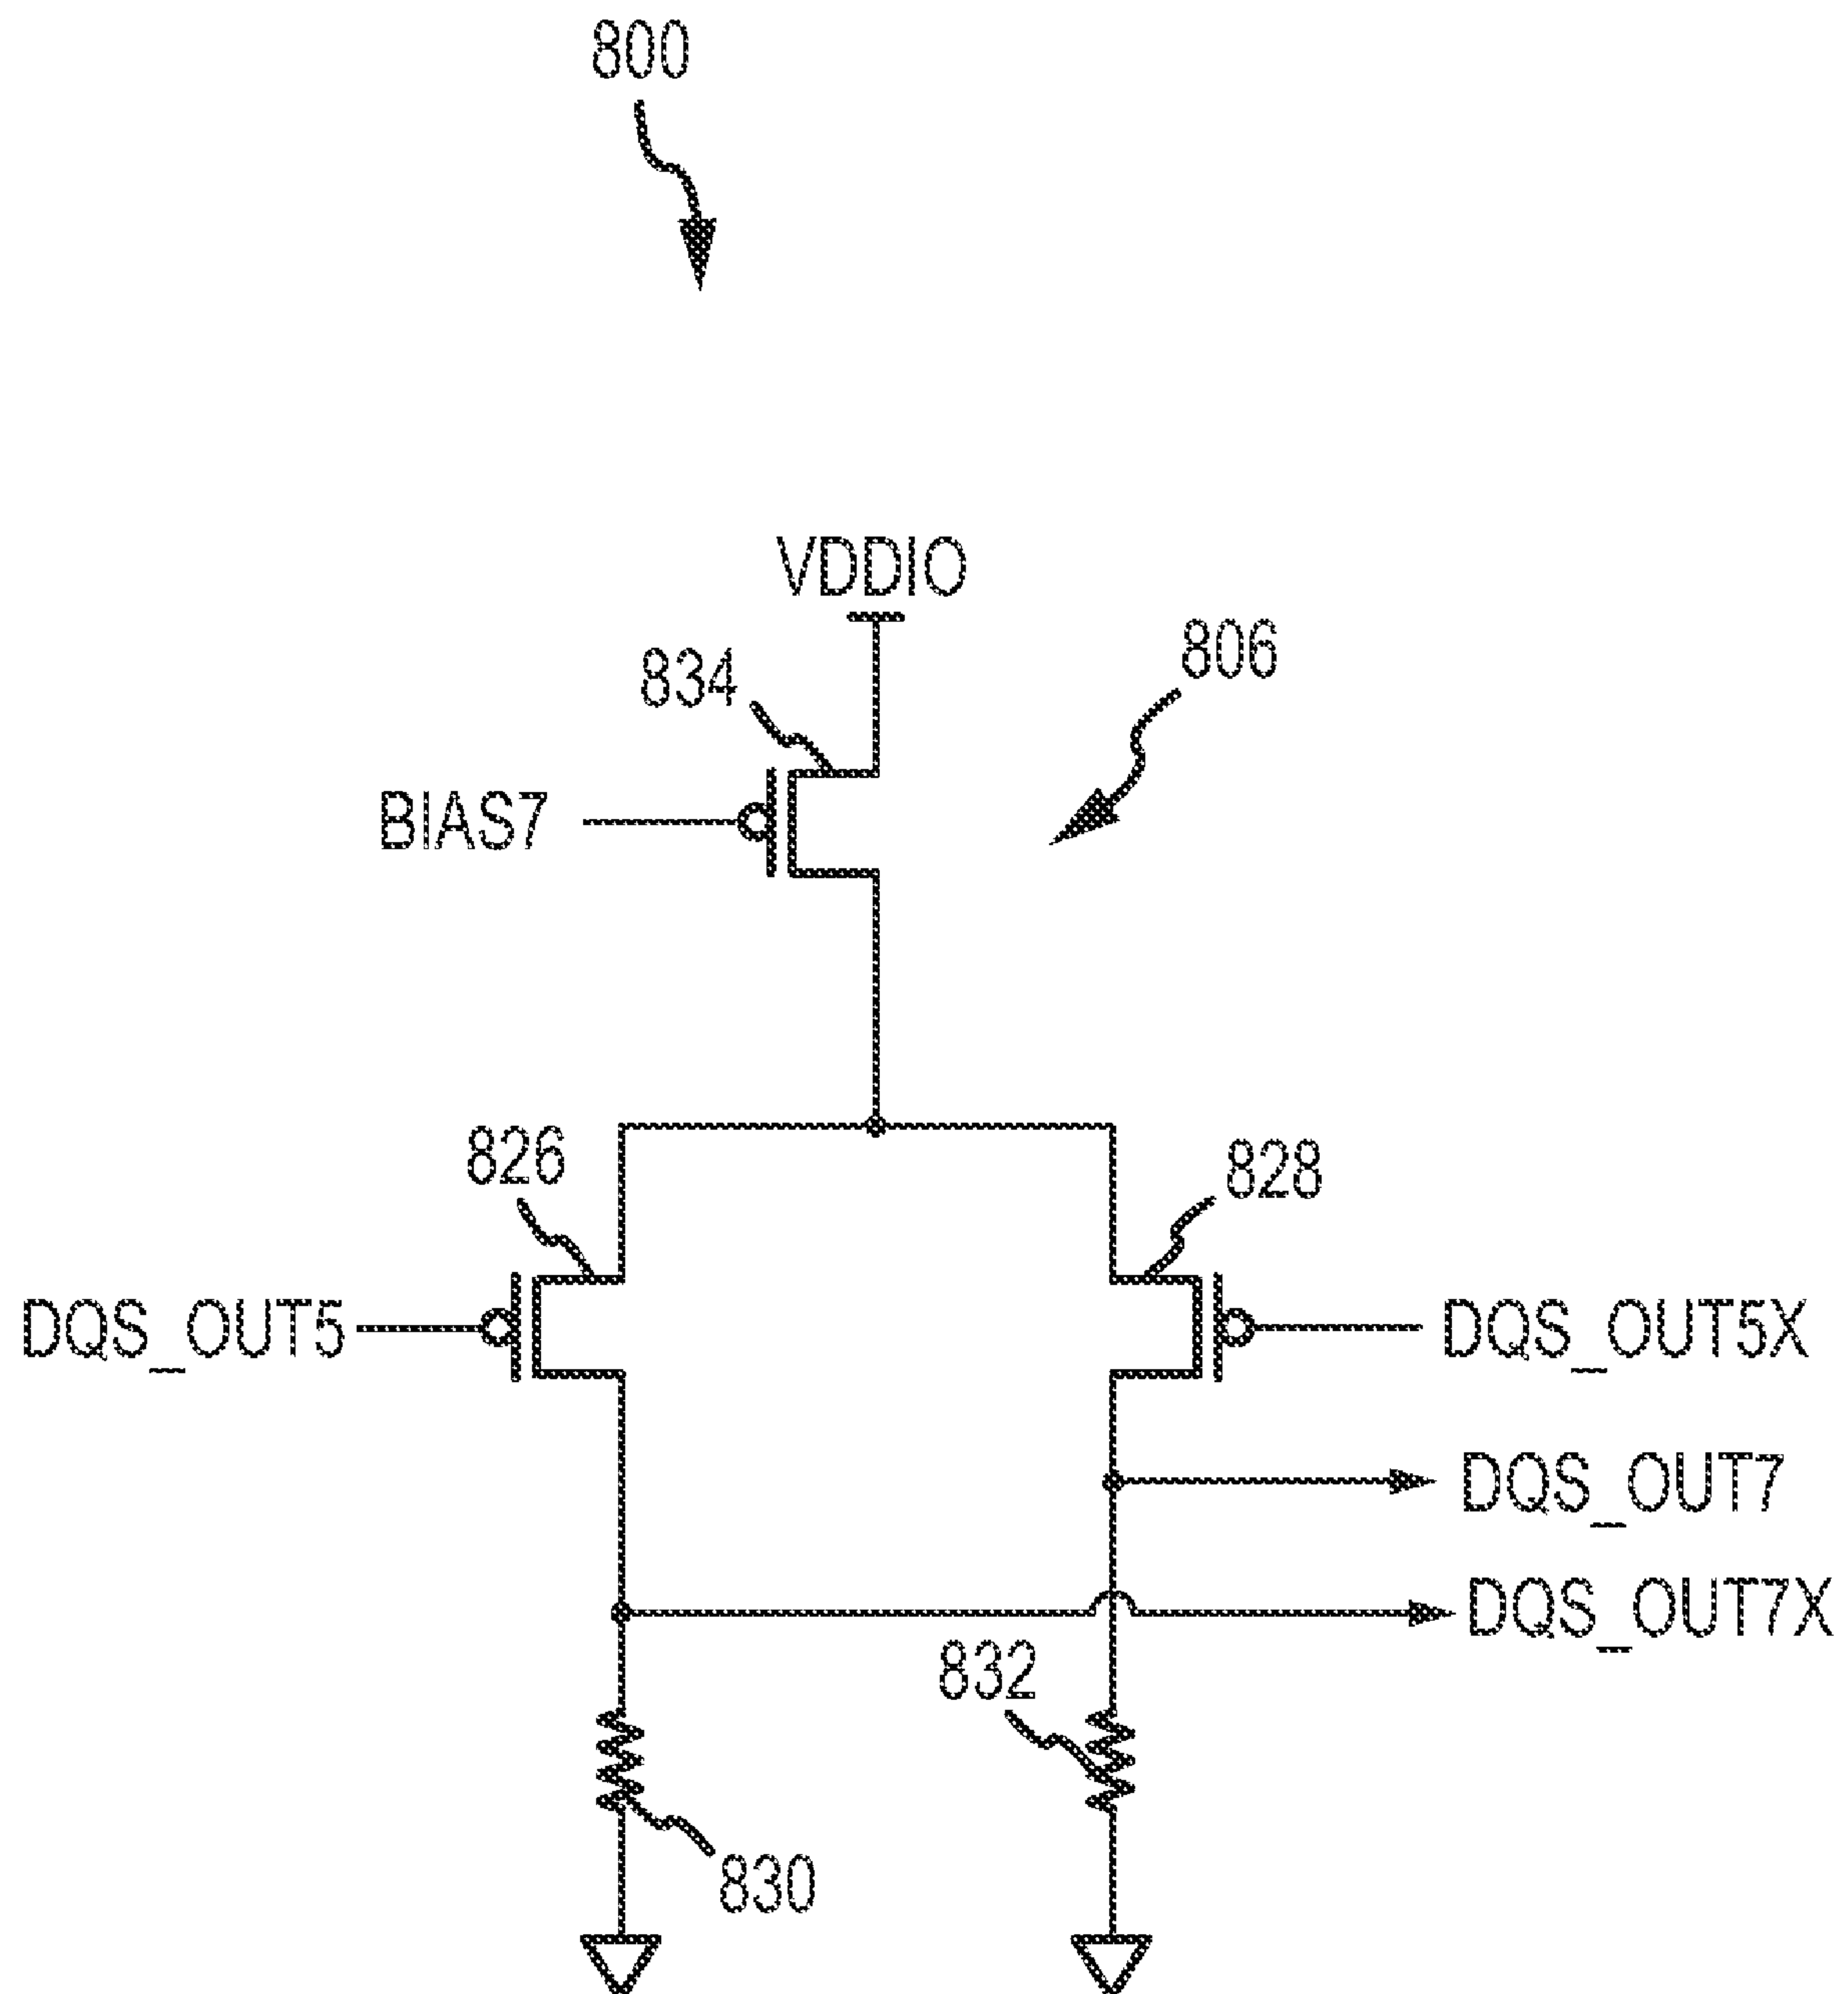 800
VDDIO
834
806
BIAS7
826
828
DQS_OUT5
DQS_OUT5X
DQS_OUT7
DQS_OUT7X
832
830